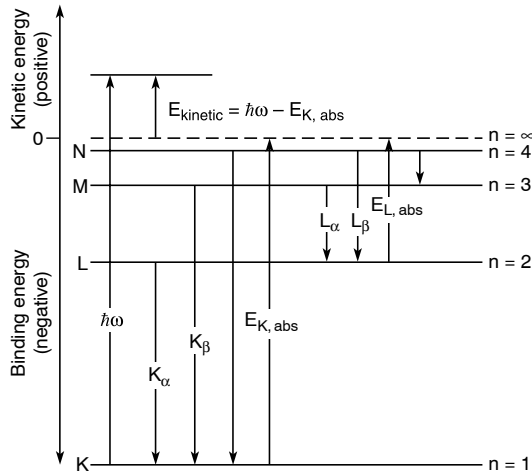 Kinetic energy
(positive)
E_kinetic = ℏω – E_K, abs
0
n = ∞
N
n = 4
M
n = 3
L_α
L_β
E_L, abs
L
n = 2
Binding energy
(negative)
ℏω
E_K, abs
K_β
K_α
K
n = 1